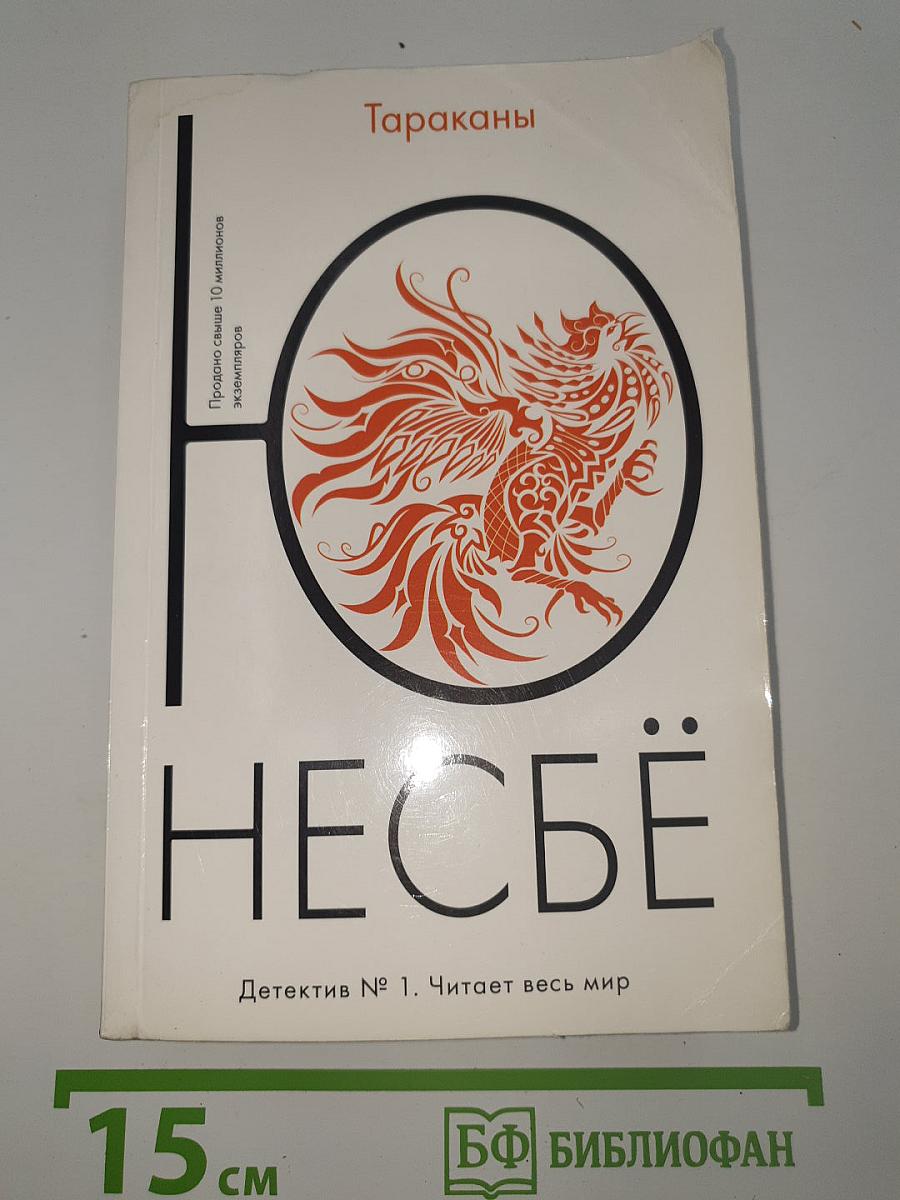 Тараканы
Продано свыше 10 миллионов
экземпляров
Ю
НЕСБЁ
Детектив № 1. Читает весь мир
15 см
БФ БИБЛИОФАН